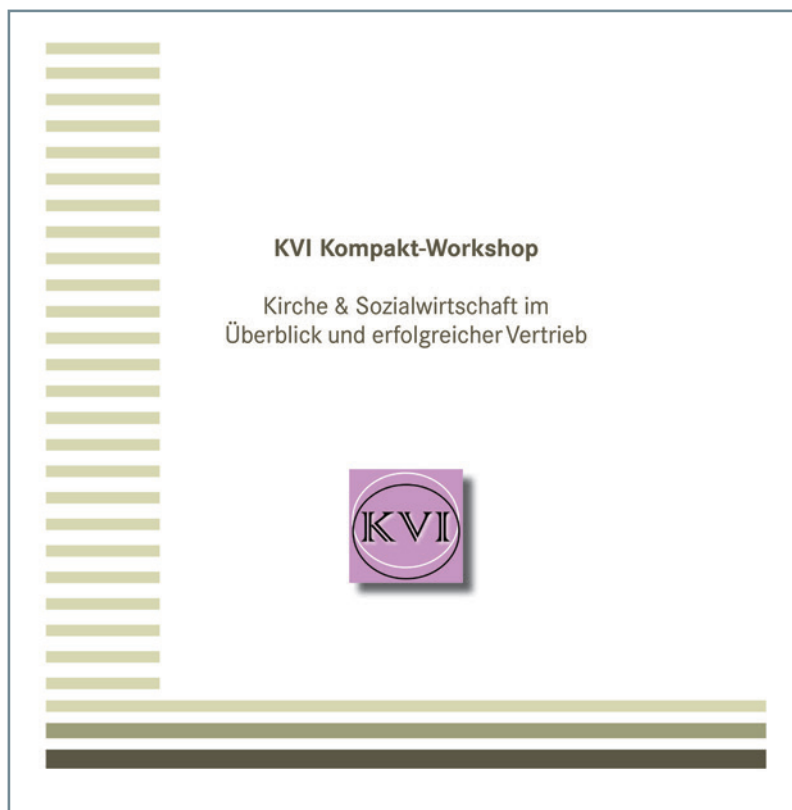 KVI Kompakt-Workshop
Kirche & Sozialwirtschaft im
Überblick und erfolgreicher Vertrieb
KVI